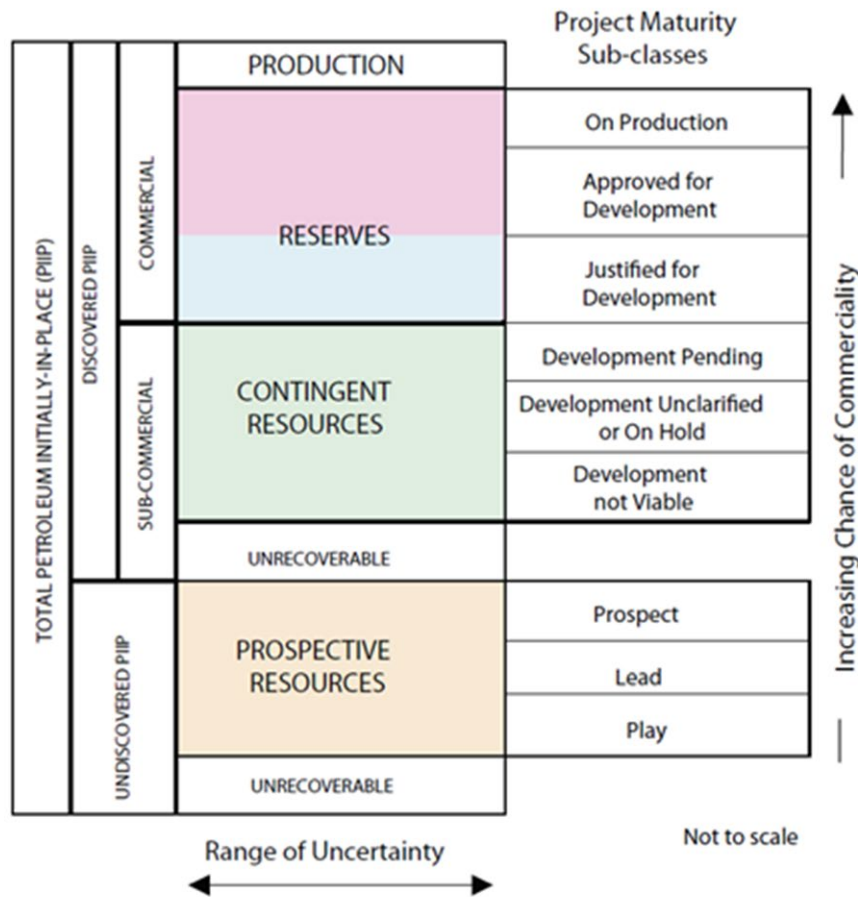 Project Maturity
Sub-classes
PRODUCTION
On Production
Approved for
Development
RESERVES
Justified for
Development
COMMERCIAL
DISCOVERED PIIP
TOTAL PETROLEUM INITIALLY-IN-PLACE (PIIP)
Development Pending
CONTINGENT
RESOURCES
Development Unclarified
or On Hold
Development
not Viable
SUB-COMMERCIAL
UNRECOVERABLE
Prospect
PROSPECTIVE
RESOURCES
Lead
Play
UNDISCOVERED PIIP
UNRECOVERABLE
Increasing Chance of Commerciality
Not to scale
Range of Uncertainty